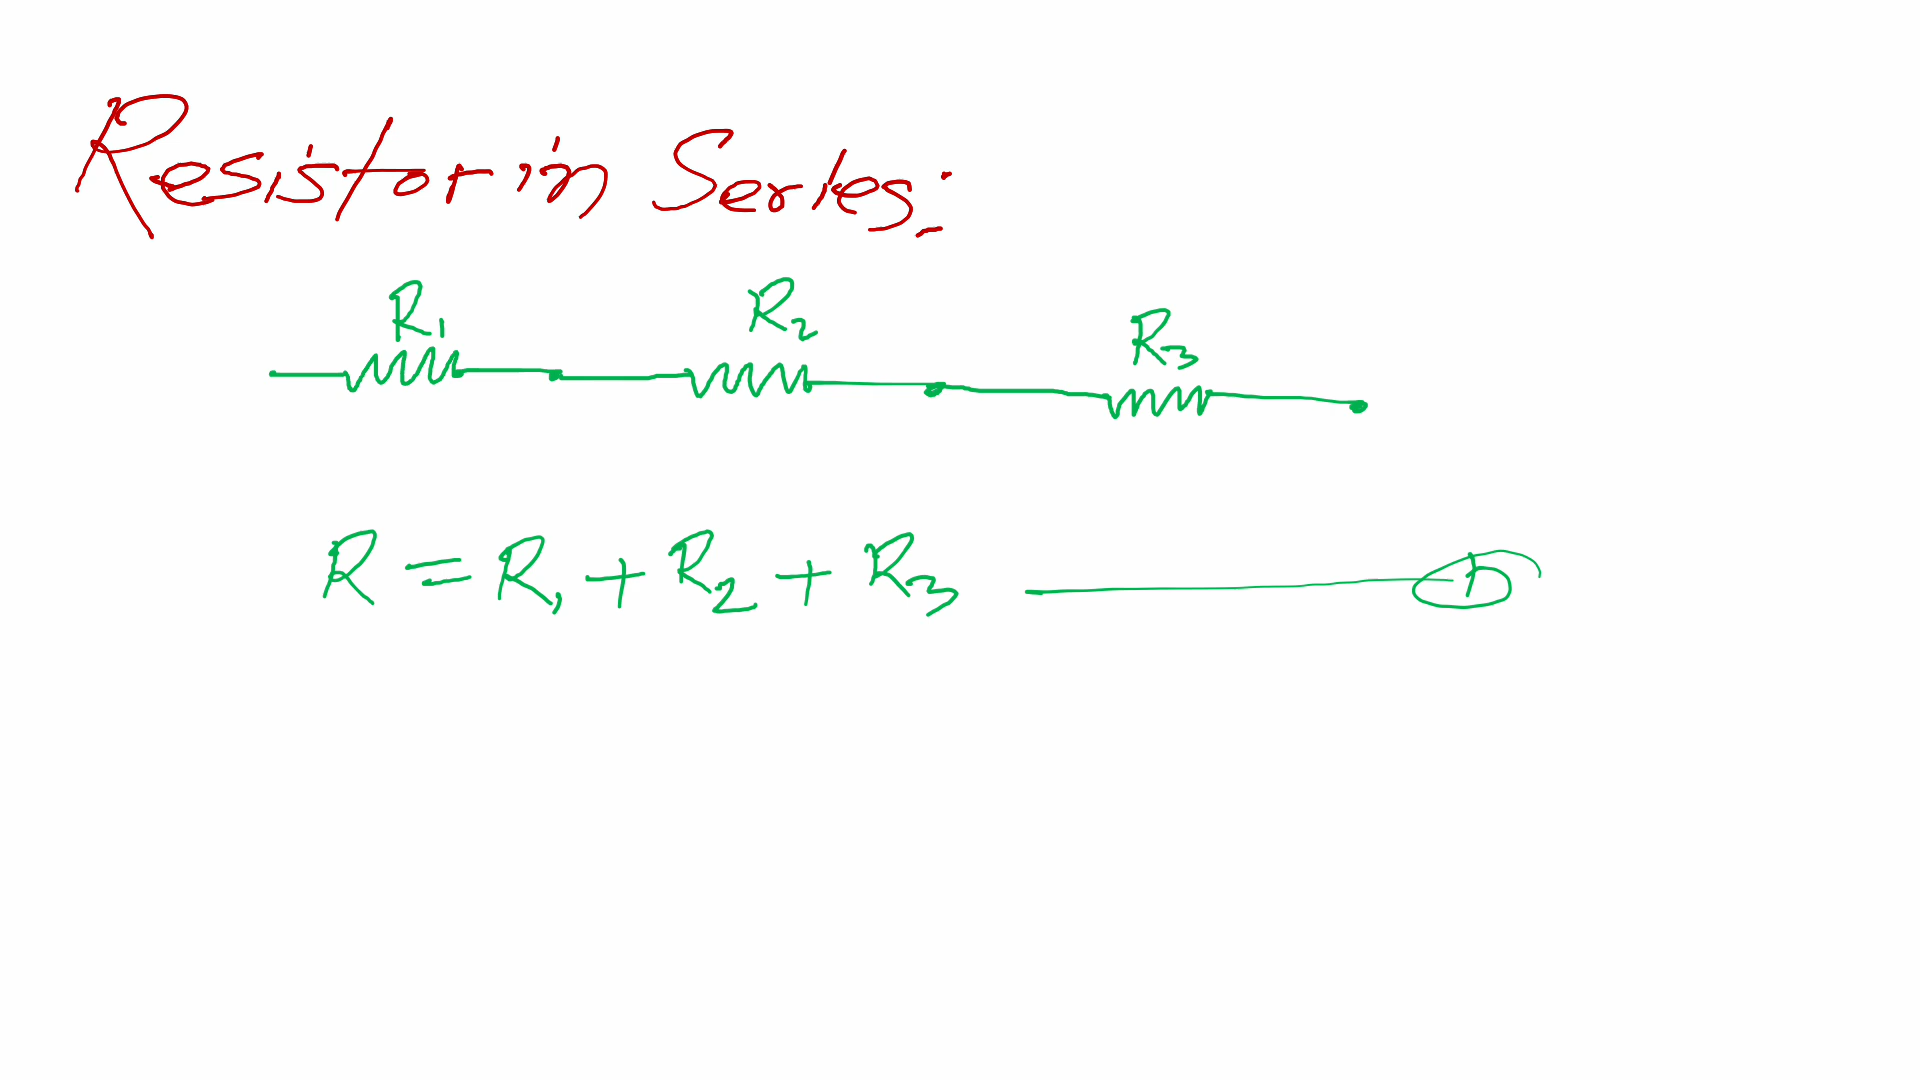 Resistor in Series:
R1 R2 R3
R = R1 + R2 + R3